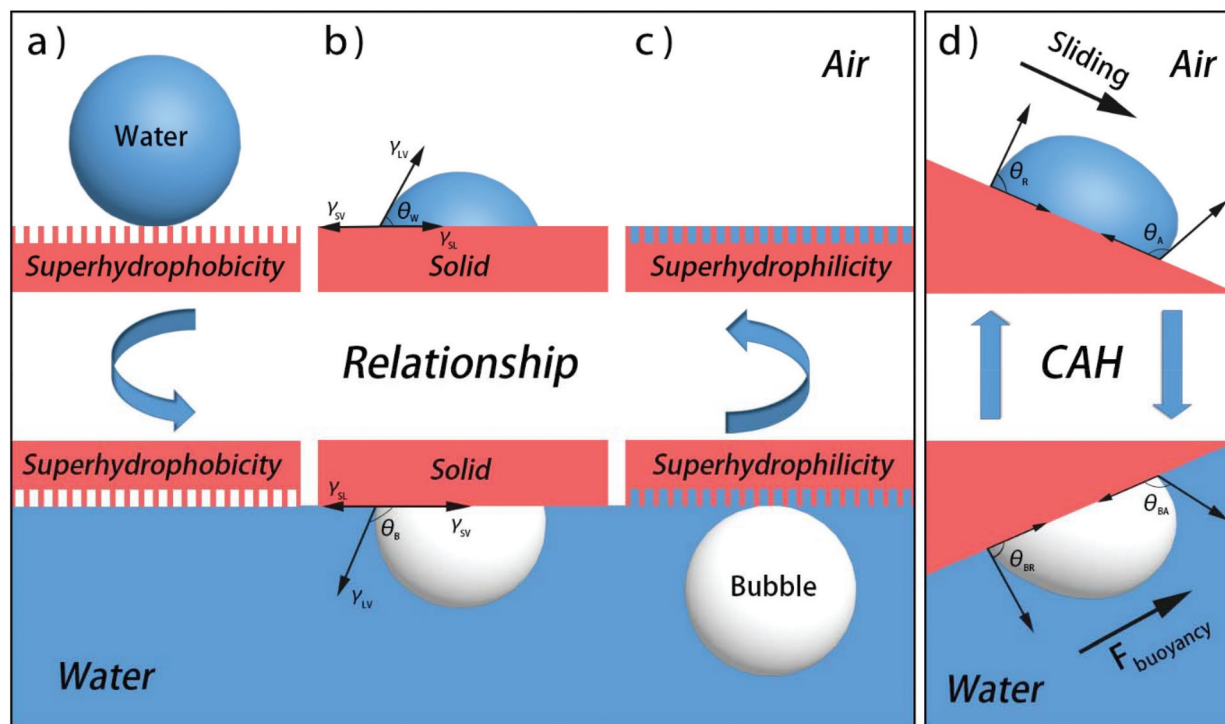 a)
b)
c)
Air
Water
γLV
γSV
θW
γSL
Superhydrophobicity
Solid
Superhydrophilicity
Relationship
Superhydrophobicity
Solid
Superhydrophilicity
γSL
γSV
θB
γLV
Bubble
Water
d)
Sliding
Air
θR
θA
CAH
θBA
θBR
Fbuoyancy
Water